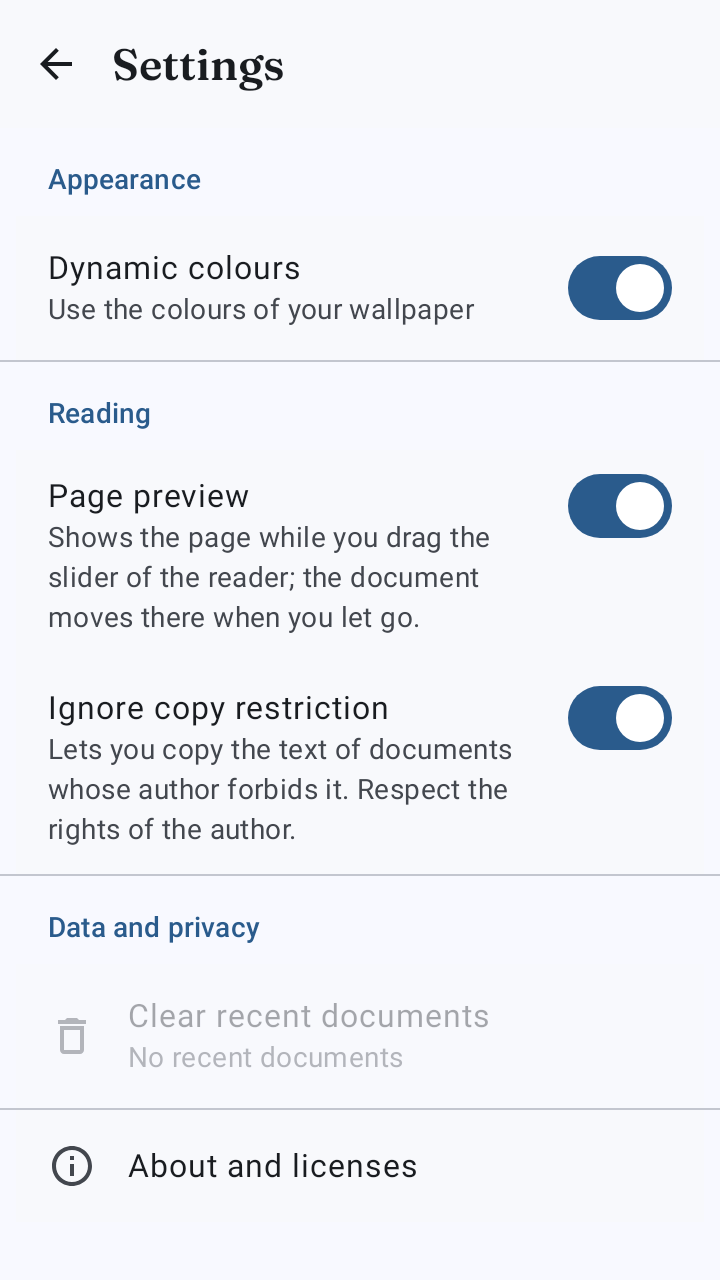 Settings
Appearance
Dynamic colours
Use the colours of your wallpaper
Reading
Page preview
Shows the page while you drag the
slider of the reader; the document
moves there when you let go.
Ignore copy restriction
Lets you copy the text of documents
whose author forbids it. Respect the
rights of the author.
Data and privacy
Clear recent documents
No recent documents
About and licenses